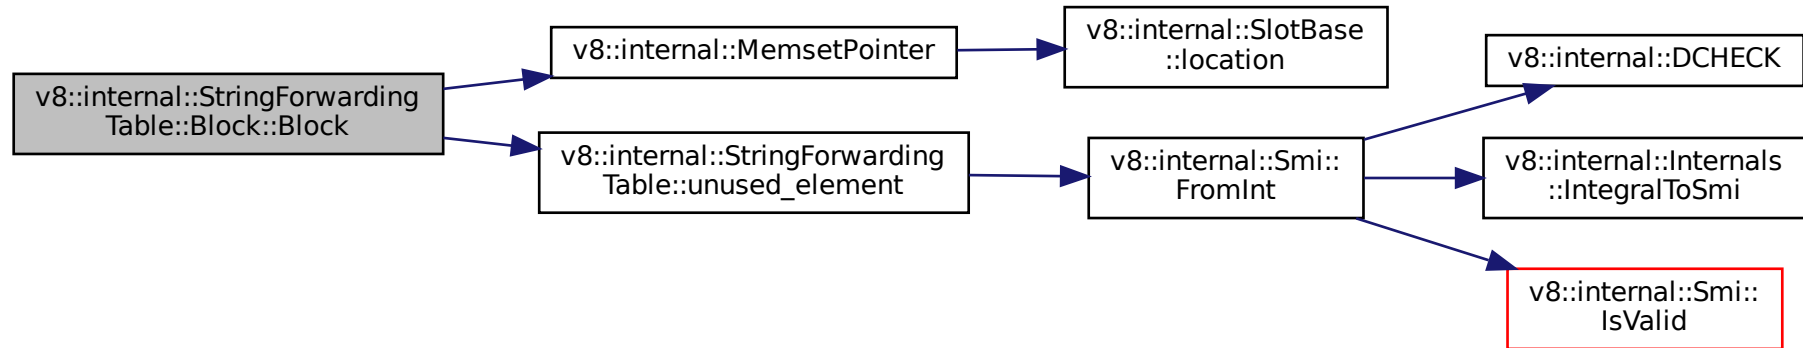 v8::internal::StringForwarding
Table::Block::Block
v8::internal::MemsetPointer
v8::internal::SlotBase
::location
v8::internal::StringForwarding
Table::unused_element
v8::internal::Smi::
FromInt
v8::internal::DCHECK
v8::internal::Internals
::IntegralToSmi
v8::internal::Smi::
IsValid